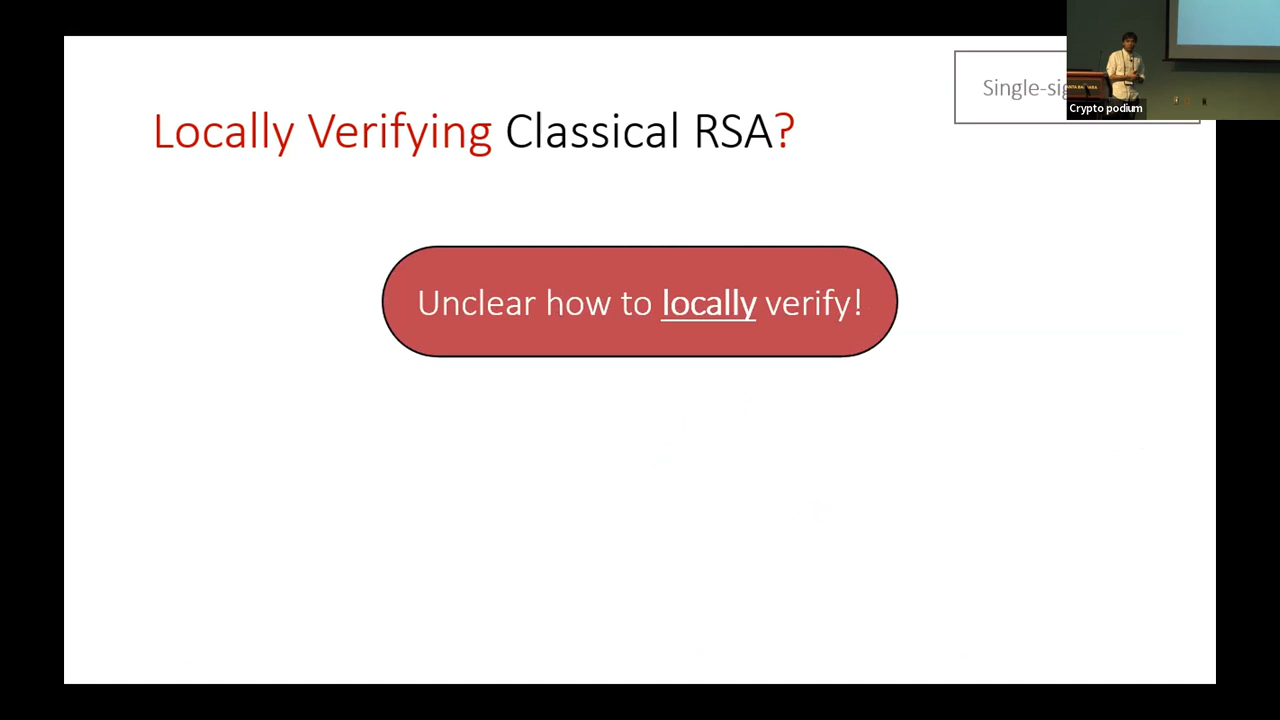 Single-sig
Locally Verifying Classical RSA?
Unclear how to locally verify!
Crypto podium